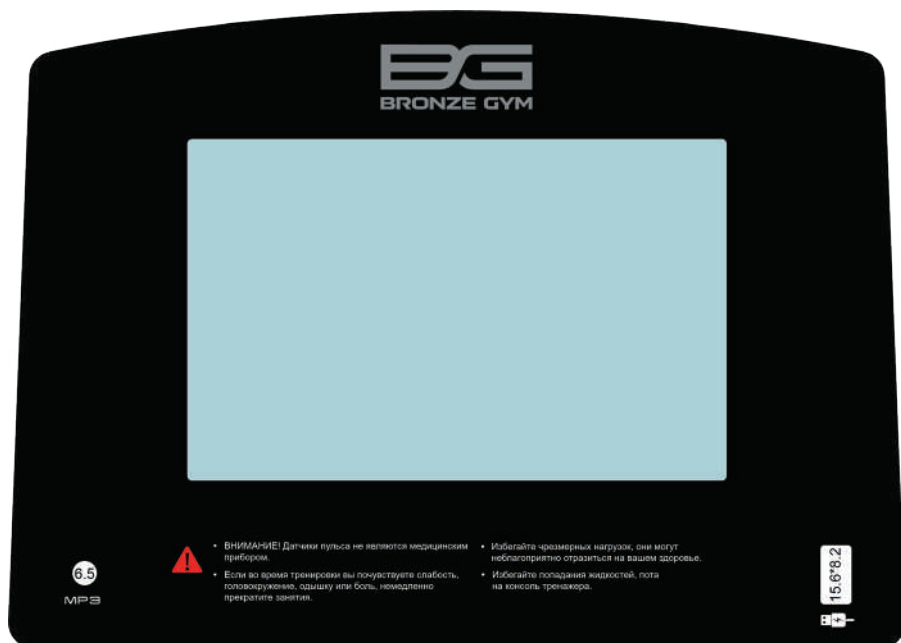 BG
BRONZE GYM
• ВНИМАНИЕ! Датчики пульса не являются медицинским
прибором.
• Если во время тренировки вы почувствуете слабость,
головокружение, одышку или боль, немедленно
прекратите занятия.
• Избегайте чрезмерных нагрузок, они могут
неблагоприятно отразиться на вашем здоровье.
• Избегайте попадания жидкостей, пота
на консоль тренажера.
6.5
MP3
15.6*8.2